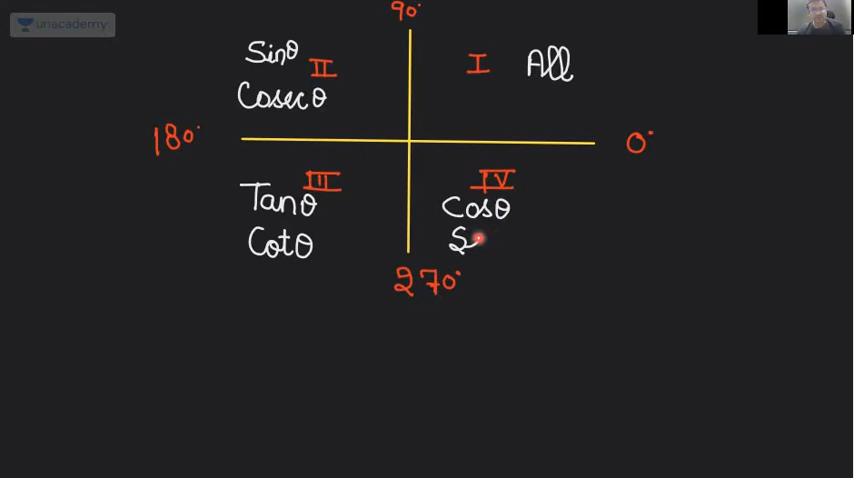 unacademy
90°
Sinθ
II
I
All
Cosecθ
180°
0°
III
IV
Tanθ
Cosθ
Cotθ
S
270°